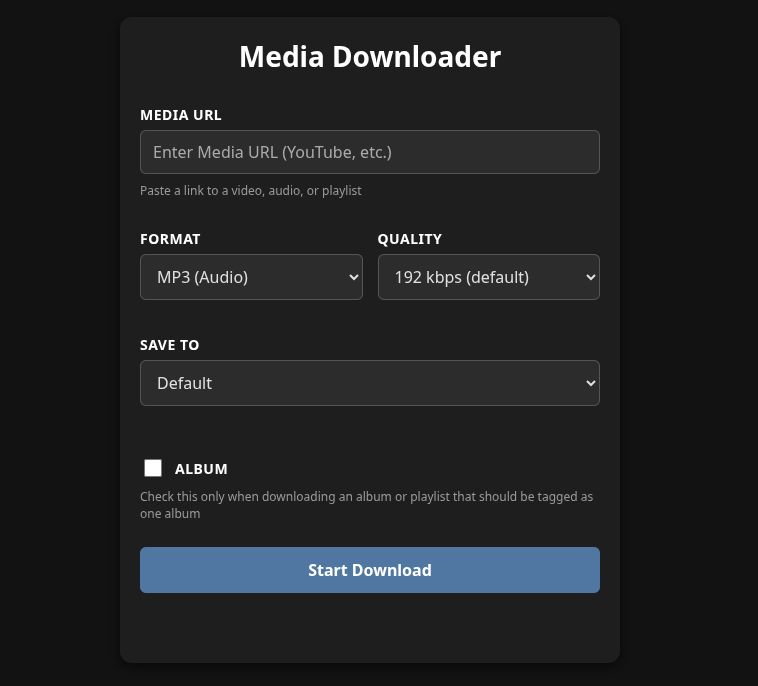 Media Downloader
MEDIA URL
Enter Media URL (YouTube, etc.)
Paste a link to a video, audio, or playlist
FORMAT
QUALITY
MP3 (Audio)
192 kbps (default)
SAVE TO
Default
ALBUM
Check this only when downloading an album or playlist that should be tagged as
one album
Start Download